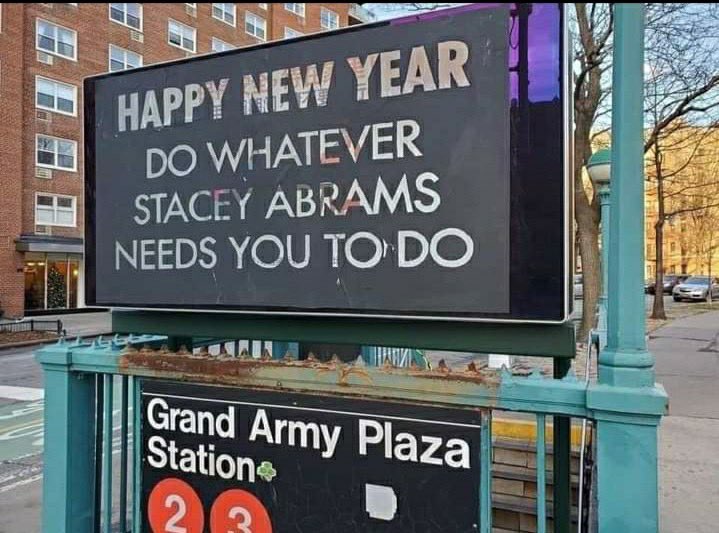 HAPPY NEW YEAR
DO WHATEVER
STACEY ABRAMS
NEEDS YOU TO DO
Grand Army Plaza
Station
2 3